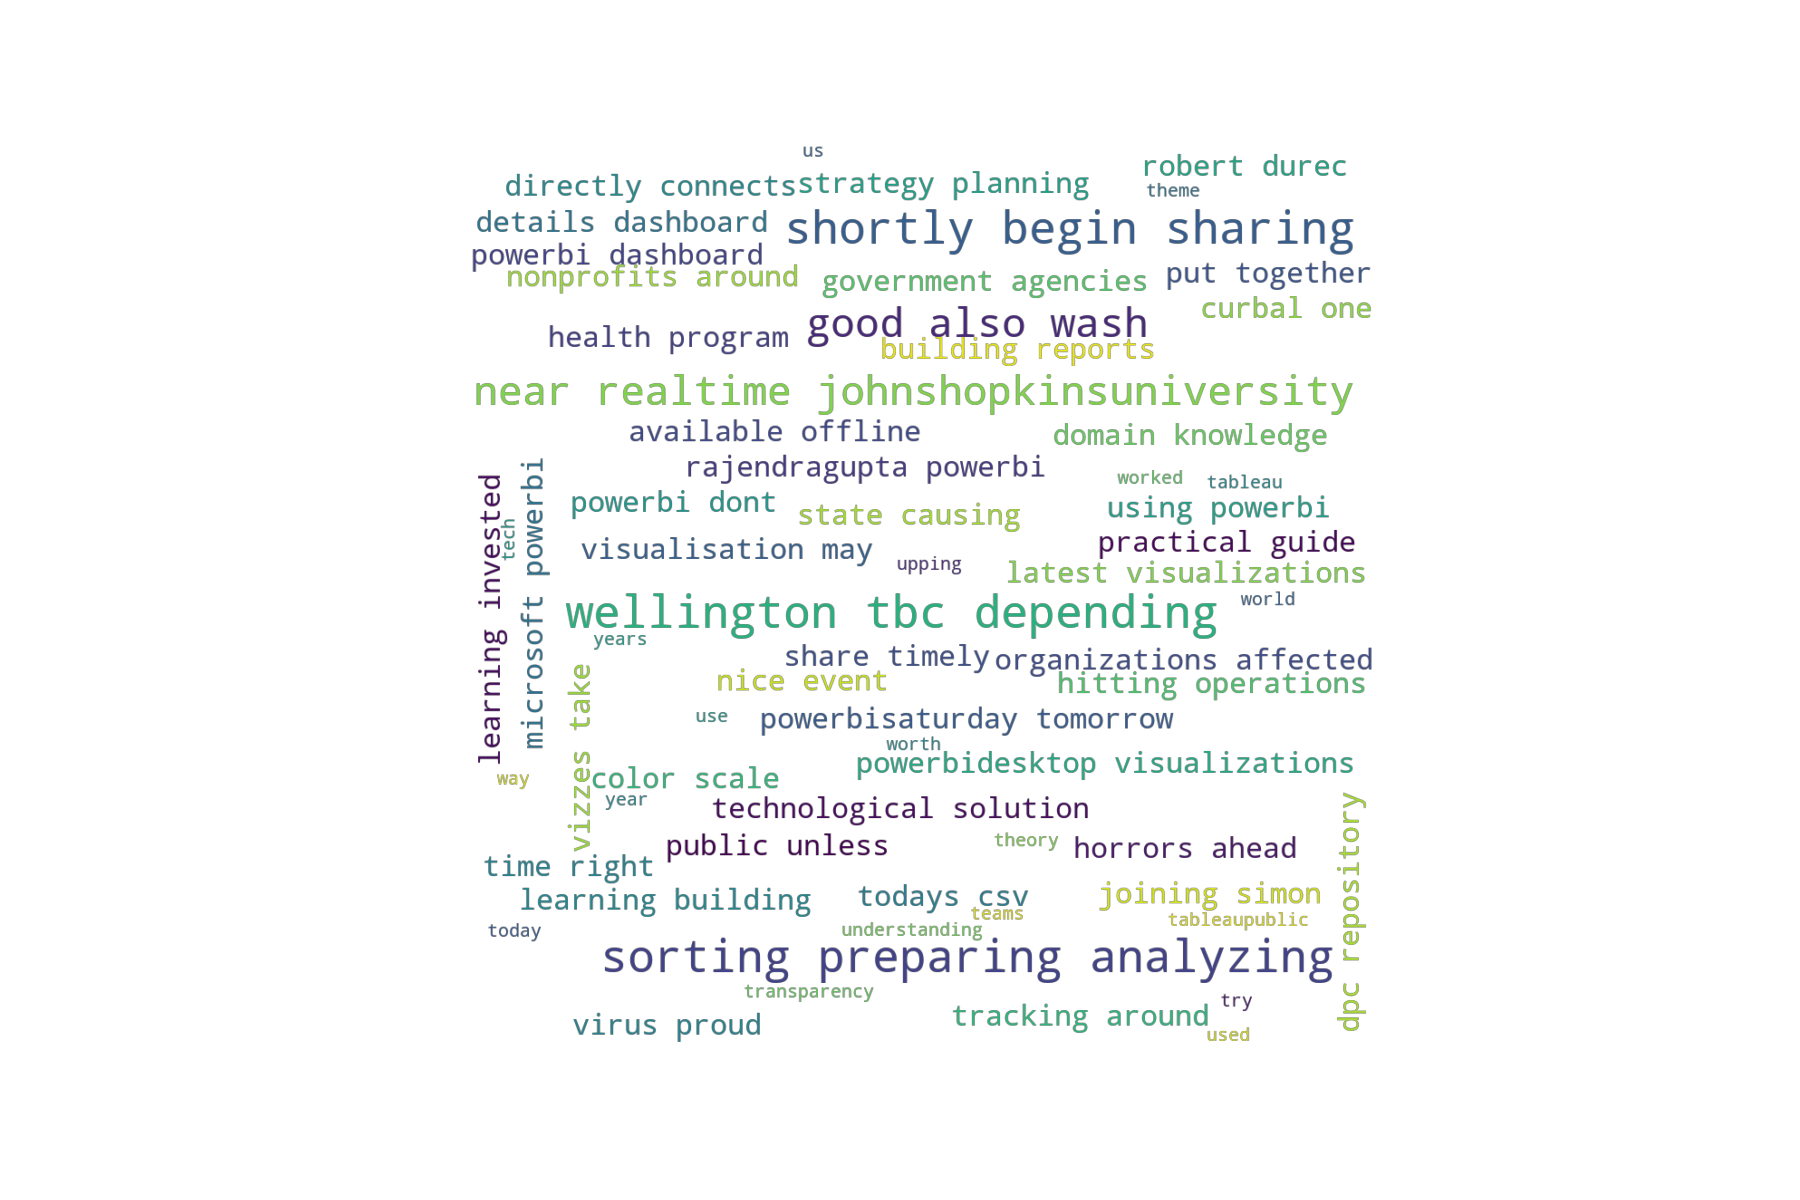 us
robert durec
directly connects
strategy planning
theme
details dashboard
shortly begin sharing
powerbi dashboard
nonprofits around
government agencies
put together
curbal one
good also wash
health program
building reports
near realtime johnshopkinsuniversity
available offline
domain knowledge
rajendragupta powerbi
worked
tableau
powerbi dont
state causing
using powerbi
learning invested
tech
microsoft powerbi
visualisation may
practical guide
upping
latest visualizations
wellington tbc depending
world
years
share timely
organizations affected
nice event
hitting operations
vizzes take
use
powerbisaturday tomorrow
worth
powerbidesktop visualizations
way
color scale
year
technological solution
public unless
theory
horrors ahead
time right
learning building
todays csv
joining simon
teams
tableaupublic
dpc repository
today
understanding
sorting preparing analyzing
transparency
try
virus proud
tracking around
used